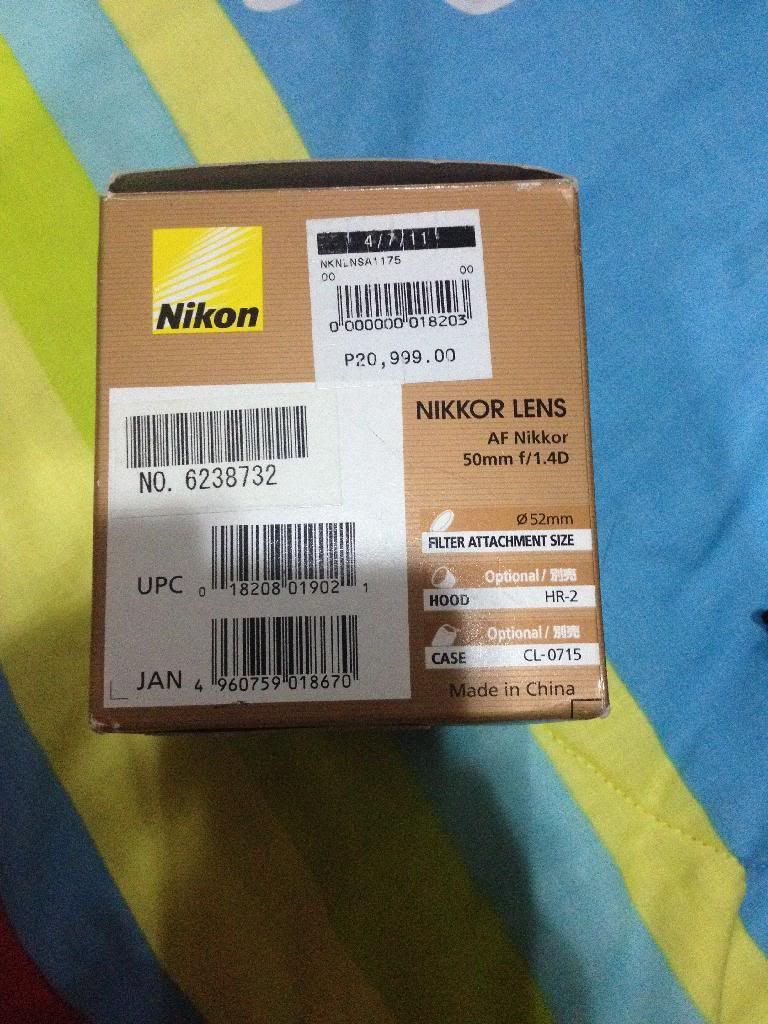 Nikon
4/7/11
NKNLNSA1175
00 00
0 000000 018203
P20,999.00
NO. 6238732
UPC 0 18208 01902 1
JAN 4 960759 018670
NIKKOR LENS
AF Nikkor
50mm f/1.4D
Ø52mm
FILTER ATTACHMENT SIZE
Optional / 別売
HOOD HR-2
Optional / 別売
CASE CL-0715
Made in China